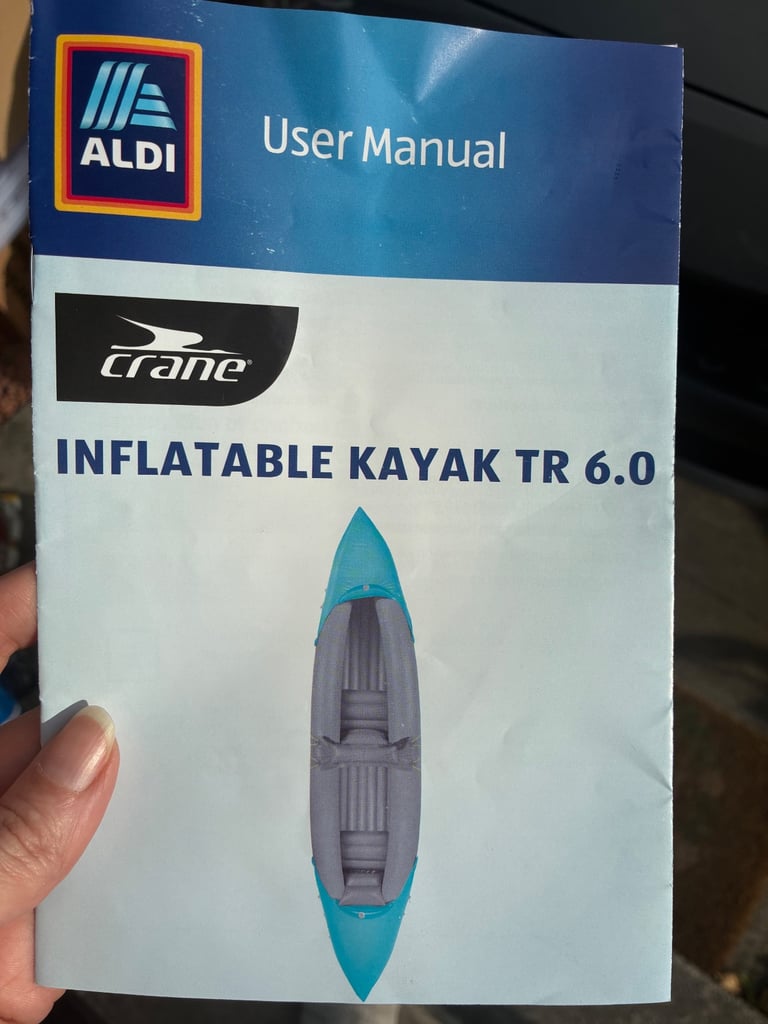 ALDI
User Manual
crane®
INFLATABLE KAYAK TR 6.0